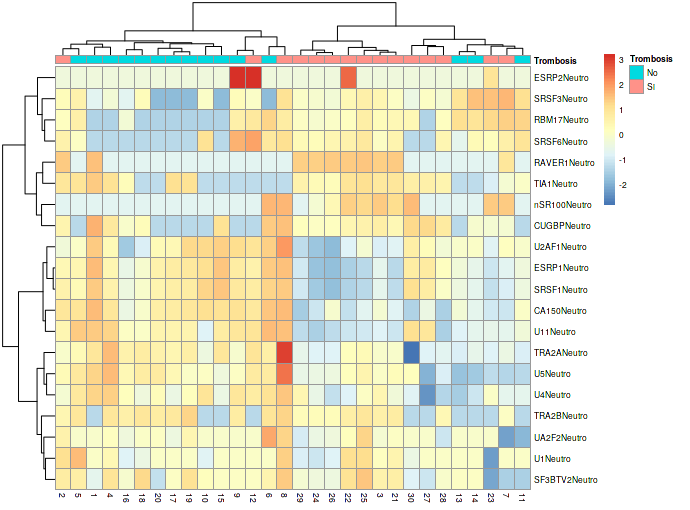 Trombosis
ESRP2Neutro
SRSF3Neutro
RBM17Neutro
SRSF6Neutro
RAVER1Neutro
TIA1Neutro
nSR100Neutro
CUGBPNeutro
U2AF1Neutro
ESRP1Neutro
SRSF1Neutro
CA150Neutro
U11Neutro
TRA2ANeutro
U5Neutro
U4Neutro
TRA2BNeutro
UA2F2Neutro
U1Neutro
SF3BTV2Neutro
2 5 1 4 16 18 20 17 19 10 15 9 12 6 8 29 24 26 22 25 3 21 30 27 28 13 14 23 7 11
3
2
1
0
-1
-2
Trombosis
No
SI